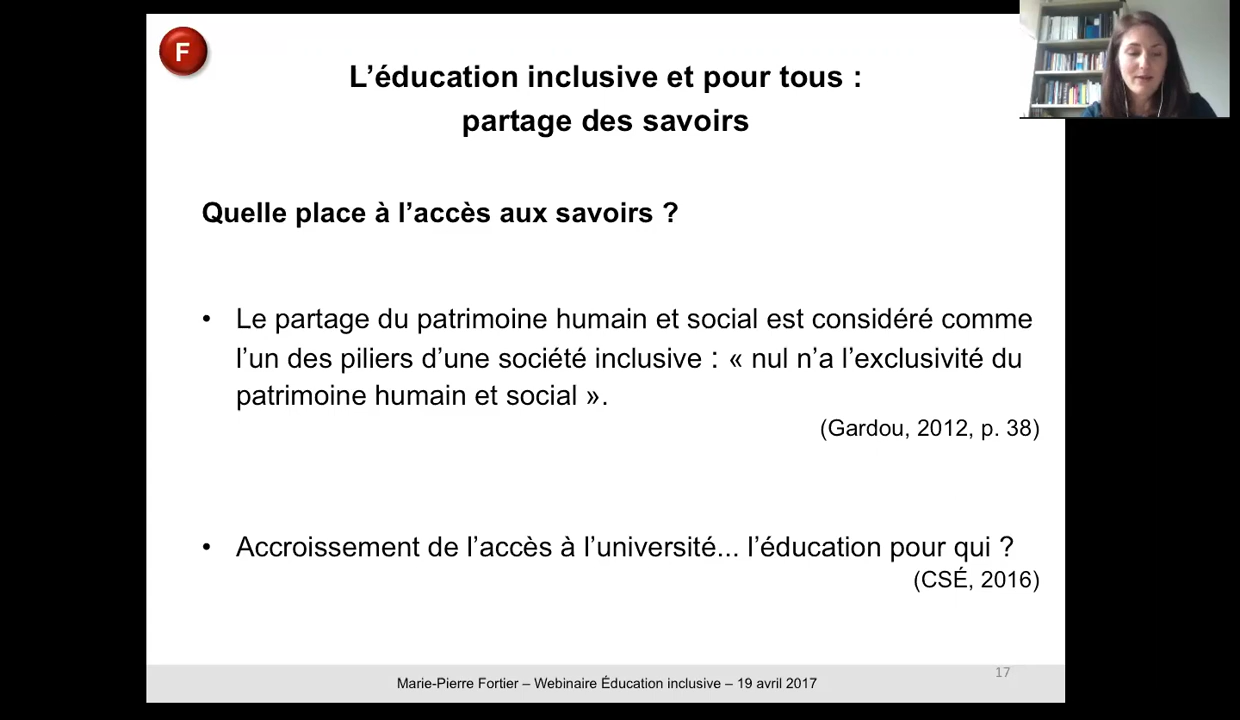 F
L’éducation inclusive et pour tous :
partage des savoirs
Quelle place à l’accès aux savoirs ?
• Le partage du patrimoine humain et social est considéré comme
l’un des piliers d’une société inclusive : « nul n’a l’exclusivité du
patrimoine humain et social ».
(Gardou, 2012, p. 38)
• Accroissement de l’accès à l’université... l’éducation pour qui ?
(CSÉ, 2016)
17
Marie-Pierre Fortier – Webinaire Éducation inclusive – 19 avril 2017